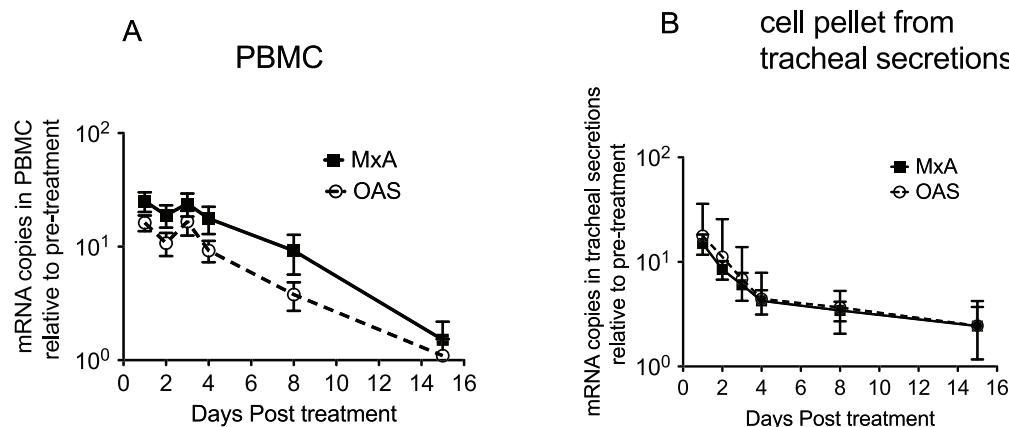 A
PBMC
mRNA copies in PBMC
relative to pre-treatment
10²
10¹
10⁰
MxA
OAS
0 2 4 6 8 10 12 14 16
Days Post treatment
B
cell pellet from
tracheal secretions
mRNA copies in tracheal secretions
relative to pre-treatment
10²
10¹
10⁰
MxA
OAS
0 2 4 6 8 10 12 14 16
Days Post treatment